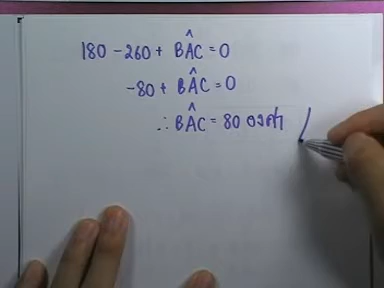 180 - 260 + BÂC = 0
-80 + BÂC = 0
∴ BÂC = 80 องศา